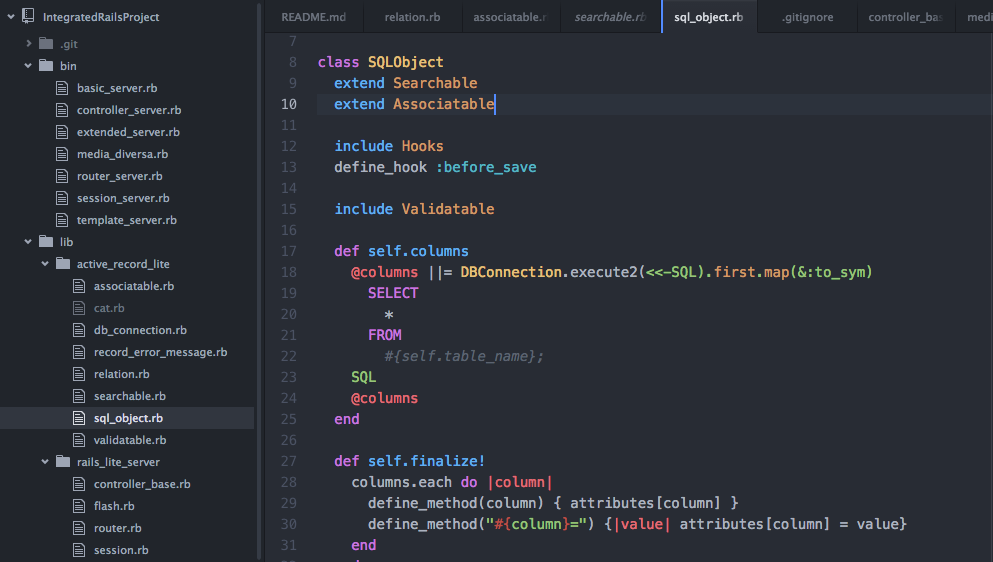 IntegratedRailsProject
.git
bin
basic_server.rb
controller_server.rb
extended_server.rb
media_diversa.rb
router_server.rb
session_server.rb
template_server.rb
lib
active_record_lite
associatable.rb
cat.rb
db_connection.rb
record_error_message.rb
relation.rb
searchable.rb
sql_object.rb
validatable.rb
rails_lite_server
controller_base.rb
flash.rb
router.rb
session.rb
README.md relation.rb associatable.r searchable.rb sql_object.rb .gitignore controller_bas medi
7
8 class SQLObject
9 extend Searchable
10 extend Associatable
11
12 include Hooks
13 define_hook :before_save
14
15 include Validatable
16
17 def self.columns
18 @columns ||= DBConnection.execute2(<<-SQL).first.map(&:to_sym)
19 SELECT
20 *
21 FROM
22 #{self.table_name};
23 SQL
24 @columns
25 end
26
27 def self.finalize!
28 columns.each do |column|
29 define_method(column) { attributes[column] }
30 define_method("#{column}=") {|value| attributes[column] = value}
31 end